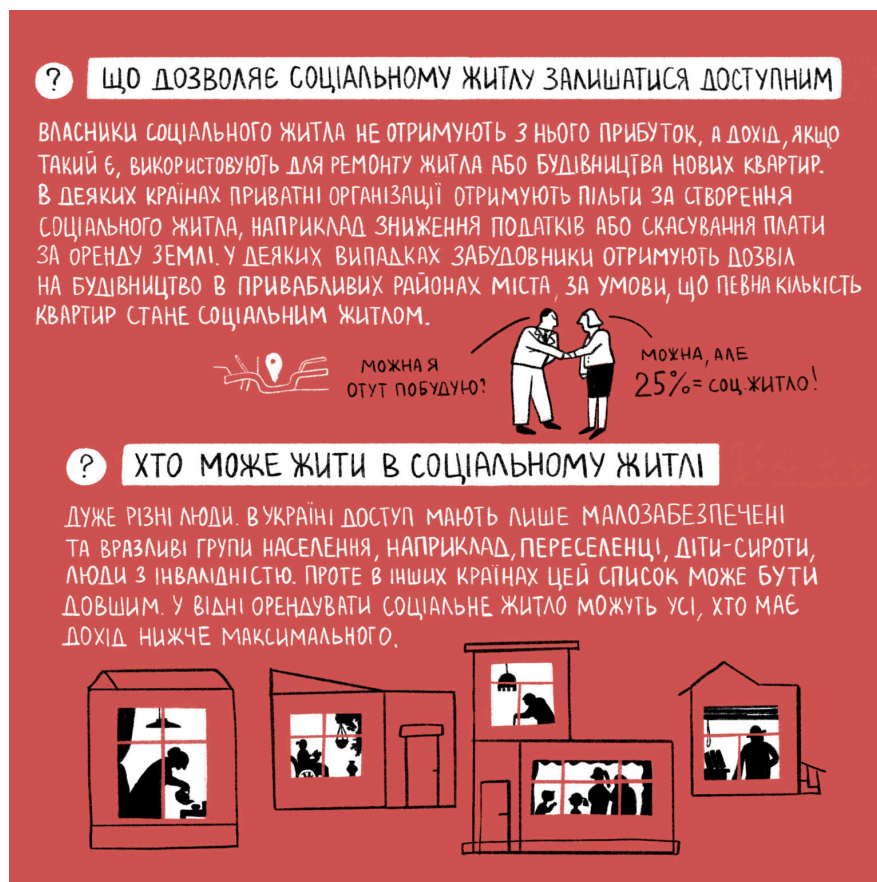 ? ЩО ДОЗВОЛЯЄ СОЦІАЛЬНОМУ ЖИТЛУ ЗАЛИШАТИСЯ ДОСТУПНИМ
ВЛАСНИКИ СОЦІАЛЬНОГО ЖИТЛА НЕ ОТРИМУЮТЬ З НЬОГО ПРИБУТОК, А ДОХІД, ЯКЩО
ТАКИЙ Є, ВИКОРИСТОВУЮТЬ ДЛЯ РЕМОНТУ ЖИТЛА АБО БУДІВНИЦТВА НОВИХ КВАРТИР.
В ДЕЯКИХ КРАЇНАХ ПРИВАТНІ ОРГАНІЗАЦІЇ ОТРИМУЮТЬ ПІЛЬГИ ЗА СТВОРЕННЯ
СОЦІАЛЬНОГО ЖИТЛА, НАПРИКЛАД ЗНИЖЕННЯ ПОДАТКІВ АБО СКАСУВАННЯ ПЛАТИ
ЗА ОРЕНДУ ЗЕМЛІ. У ДЕЯКИХ ВИПАДКАХ ЗАБУДОВНИКИ ОТРИМУЮТЬ ДОЗВІЛ
НА БУДІВНИЦТВО В ПРИВАБЛИВИХ РАЙОНАХ МІСТА, ЗА УМОВИ, ЩО ПЕВНА КІЛЬКІСТЬ
КВАРТИР СТАНЕ СОЦІАЛЬНИМ ЖИТЛОМ.
МОЖНА Я
ОТУТ ПОБУДУЮ?
МОЖНА, АЛЕ
25% = СОЦ.ЖИТЛО!
? ХТО МОЖЕ ЖИТИ В СОЦІАЛЬНОМУ ЖИТЛІ
ДУЖЕ РІЗНІ ЛЮДИ. В УКРАЇНІ ДОСТУП МАЮТЬ ЛИШЕ МАЛОЗАБЕЗПЕЧЕНІ
ТА ВРАЗЛИВІ ГРУПИ НАСЕЛЕННЯ, НАПРИКЛАД, ПЕРЕСЕЛЕНЦІ, ДІТИ-СИРОТИ,
ЛЮДИ З ІНВАЛІДНІСТЮ. ПРОТЕ В ІНШИХ КРАЇНАХ ЦЕЙ СПИСОК МОЖЕ БУТИ
ДОВШИМ. У ВІДНІ ОРЕНДУВАТИ СОЦІАЛЬНЕ ЖИТЛО МОЖУТЬ УСІ, ХТО МАЄ
ДОХІД НИЖЧЕ МАКСИМАЛЬНОГО.